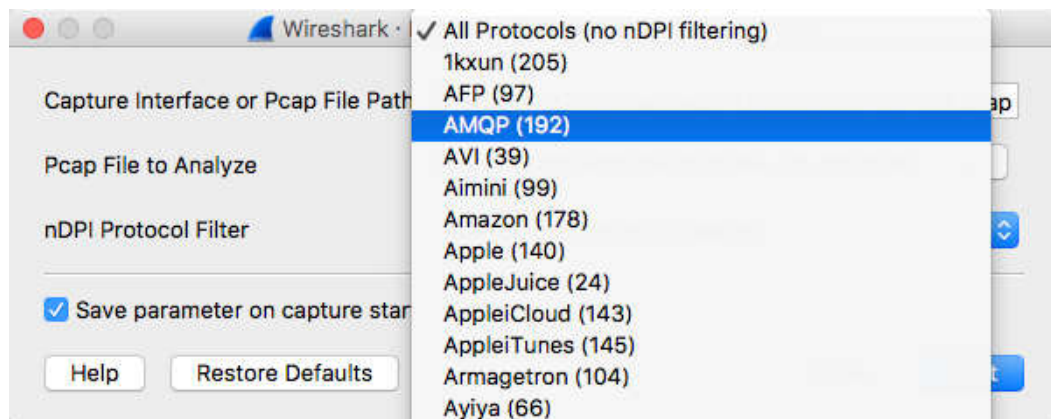 Wireshark ·
✓ All Protocols (no nDPI filtering)
1kxun (205)
AFP (97)
AMQP (192)
AVI (39)
Aimini (99)
Amazon (178)
Apple (140)
AppleJuice (24)
AppleiCloud (143)
AppleiTunes (145)
Armagetron (104)
Ayiya (66)
Capture Interface or Pcap File Path
ap
Pcap File to Analyze
nDPI Protocol Filter
Save parameter on capture star
Help
Restore Defaults
t